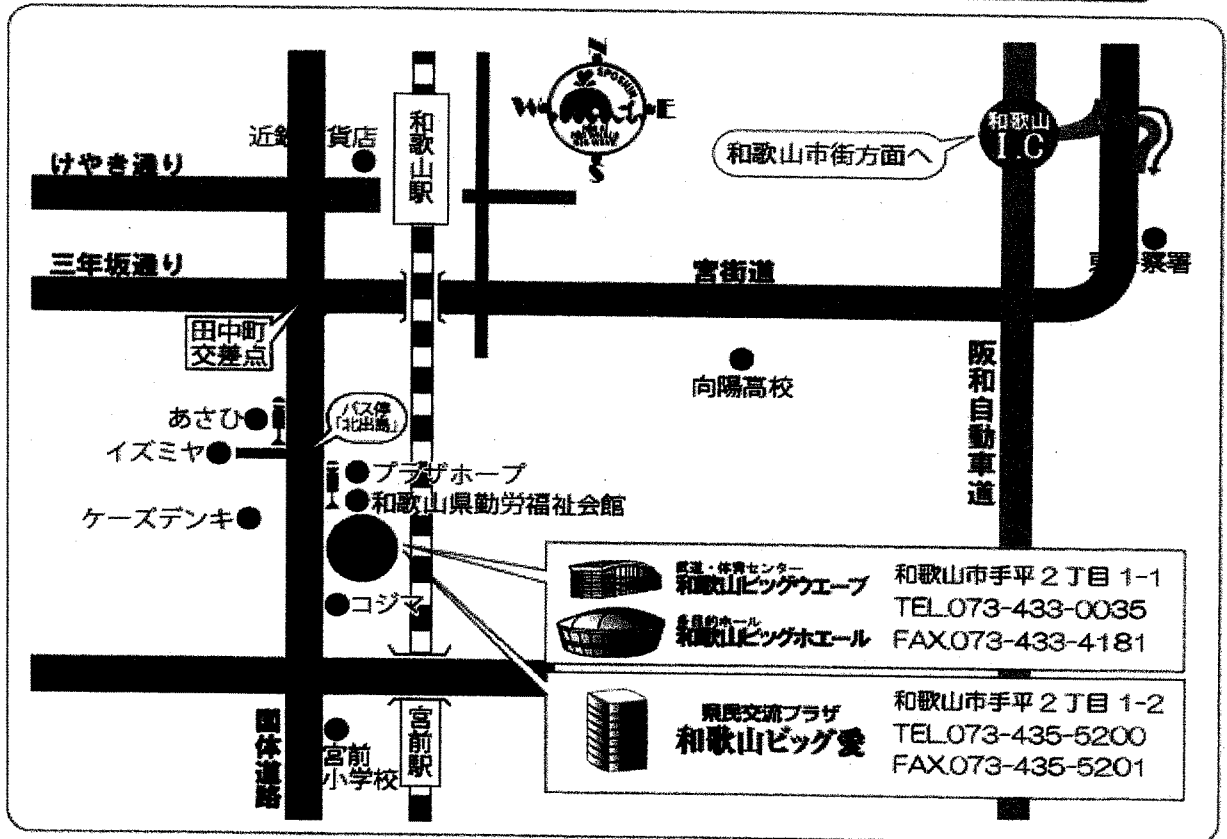 N
SPOSHIN
W
E
S
近鉄
貨店
けやき通り
和歌山駅
和歌山市街方面へ
和歌山
I.C
三年坂通り
宮街道
察署
田中町
交差点
向陽高校
阪和自動車道
あさひ
バス停
「北出島」
イズミヤ
プラザホープ
和歌山県勤労福祉会館
ケーズデンキ
コジマ
武道・体育センター
和歌山ビッグウエーブ
多目的ホール
和歌山ビッグホエール
和歌山市手平2丁目1-1
TEL.073-433-0035
FAX.073-433-4181
県民交流プラザ
和歌山ビッグ愛
和歌山市手平2丁目1-2
TEL.073-435-5200
FAX.073-435-5201
国体道路
宮前
小学校
宮前駅